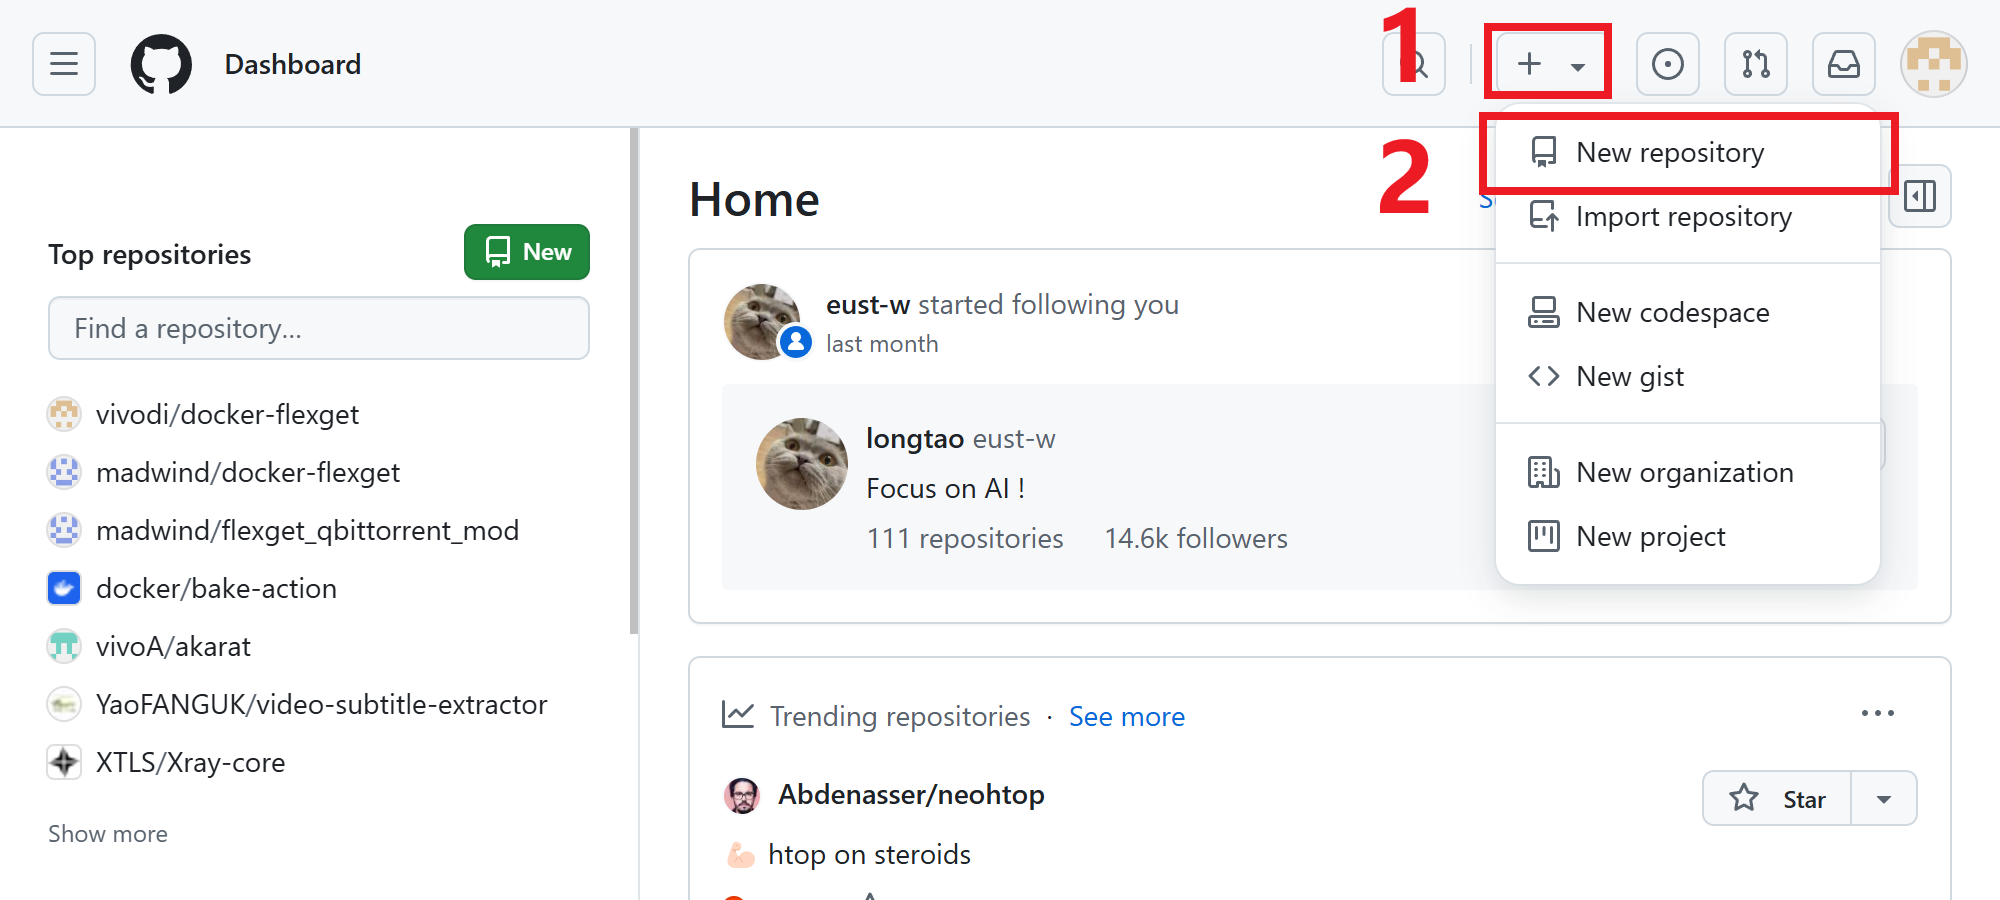 Dashboard
1
2
New repository
Import repository
New codespace
New gist
New organization
New project
Top repositories
New
Find a repository...
vivodi/docker-flexget
madwind/docker-flexget
madwind/flexget_qbittorrent_mod
docker/bake-action
vivoA/akarat
YaoFANGUK/video-subtitle-extractor
XTLS/Xray-core
Show more
Home
eust-w started following you
last month
longtao eust-w
Focus on AI !
111 repositories 14.6k followers
Trending repositories · See more
Abdenasser/neohtop
Star
htop on steroids